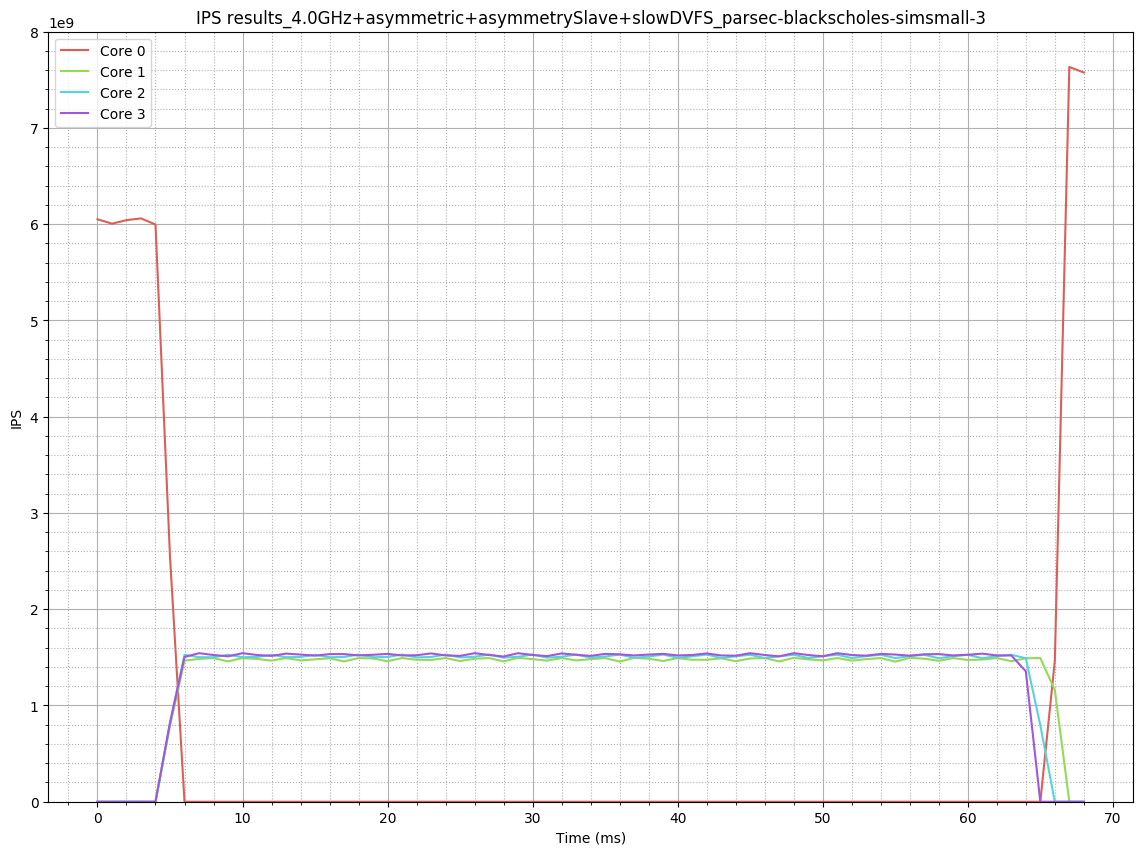 IPS results_4.0GHz+asymmetric+asymmetrySlave+slowDVFS_parsec-blackscholes-simsmall-3
1e9
8
7
6
5
4
3
2
1
0
IPS
Core 0
Core 1
Core 2
Core 3
0 10 20 30 40 50 60 70
Time (ms)